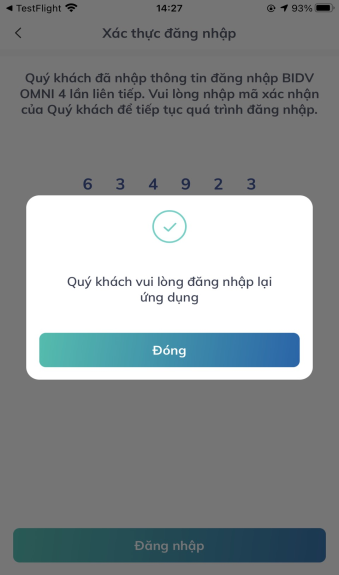 TestFlight 14:27 93%
Xác thực đăng nhập
Quý khách đã nhập thông tin đăng nhập BIDV
OMNI 4 lần liên tiếp. Vui lòng nhập mã xác nhận
của Quý khách để tiếp tục quá trình đăng nhập.
6 3 4 9 2 3
Quý khách vui lòng đăng nhập lại
ứng dụng
Đóng
Đăng nhập